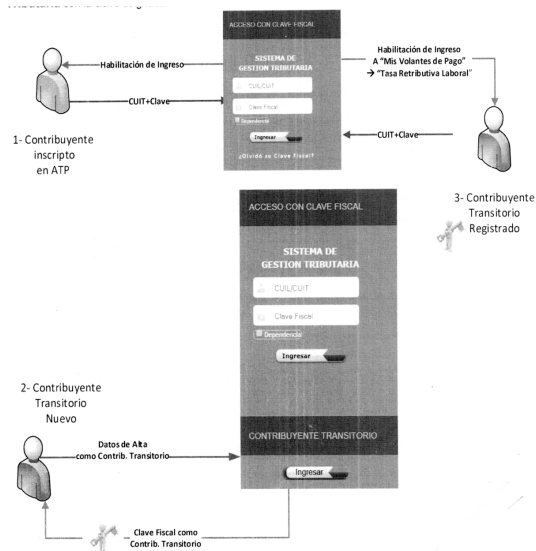 ACCESO CON CLAVE FISCAL
SISTEMA DE
GESTION TRIBUTARIA
CUIL/CUIT
Clave Fiscal
Dependencia
Ingresar
¿Olvidó su Clave Fiscal?
Habilitación de Ingreso
CUIT+Clave
1- Contribuyente
inscripto
en ATP
Habilitación de Ingreso
A “Mis Volantes de Pago”
→ “Tasa Retributiva Laboral”
CUIT+Clave
3- Contribuyente
Transitorio
Registrado
ACCESO CON CLAVE FISCAL
SISTEMA DE
GESTION TRIBUTARIA
CUIL/CUIT
Clave Fiscal
Dependencia
Ingresar
2- Contribuyente
Transitorio
Nuevo
Datos de Alta
como Contrib. Transitorio
CONTRIBUYENTE TRANSITORIO
Ingresar
Clave Fiscal como
Contrib. Transitorio